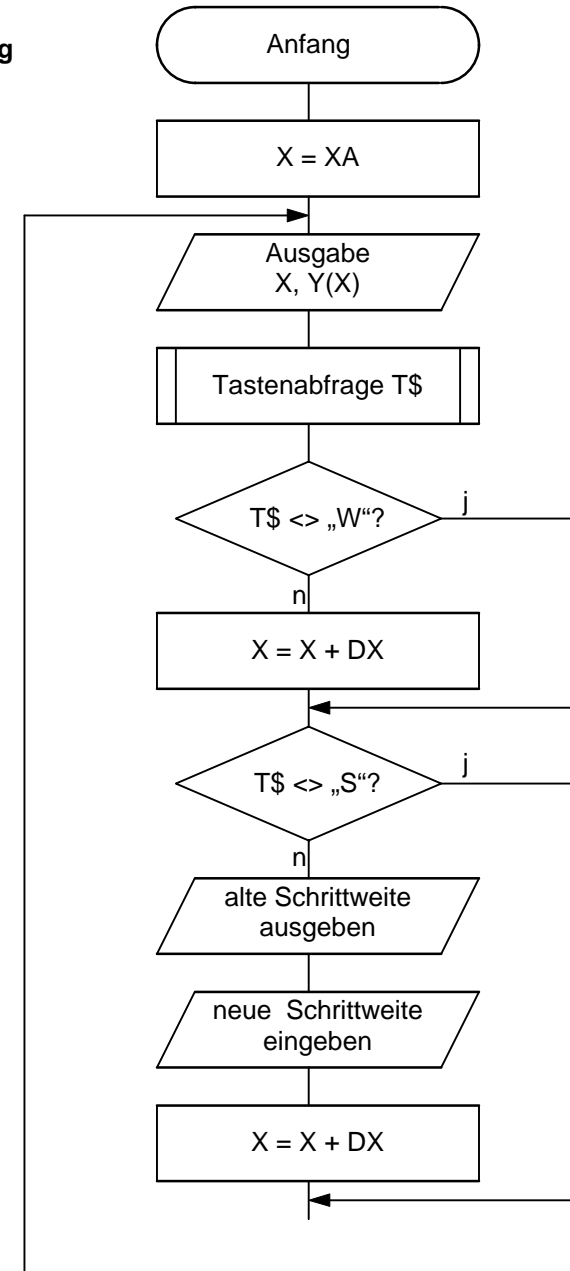 g
Anfang
X = XA
Ausgabe
X, Y(X)
Tastenabfrage T$
T$ <> „W“?
j
n
X = X + DX
T$ <> „S“?
j
n
alte Schrittweite
ausgeben
neue Schrittweite
eingeben
X = X + DX